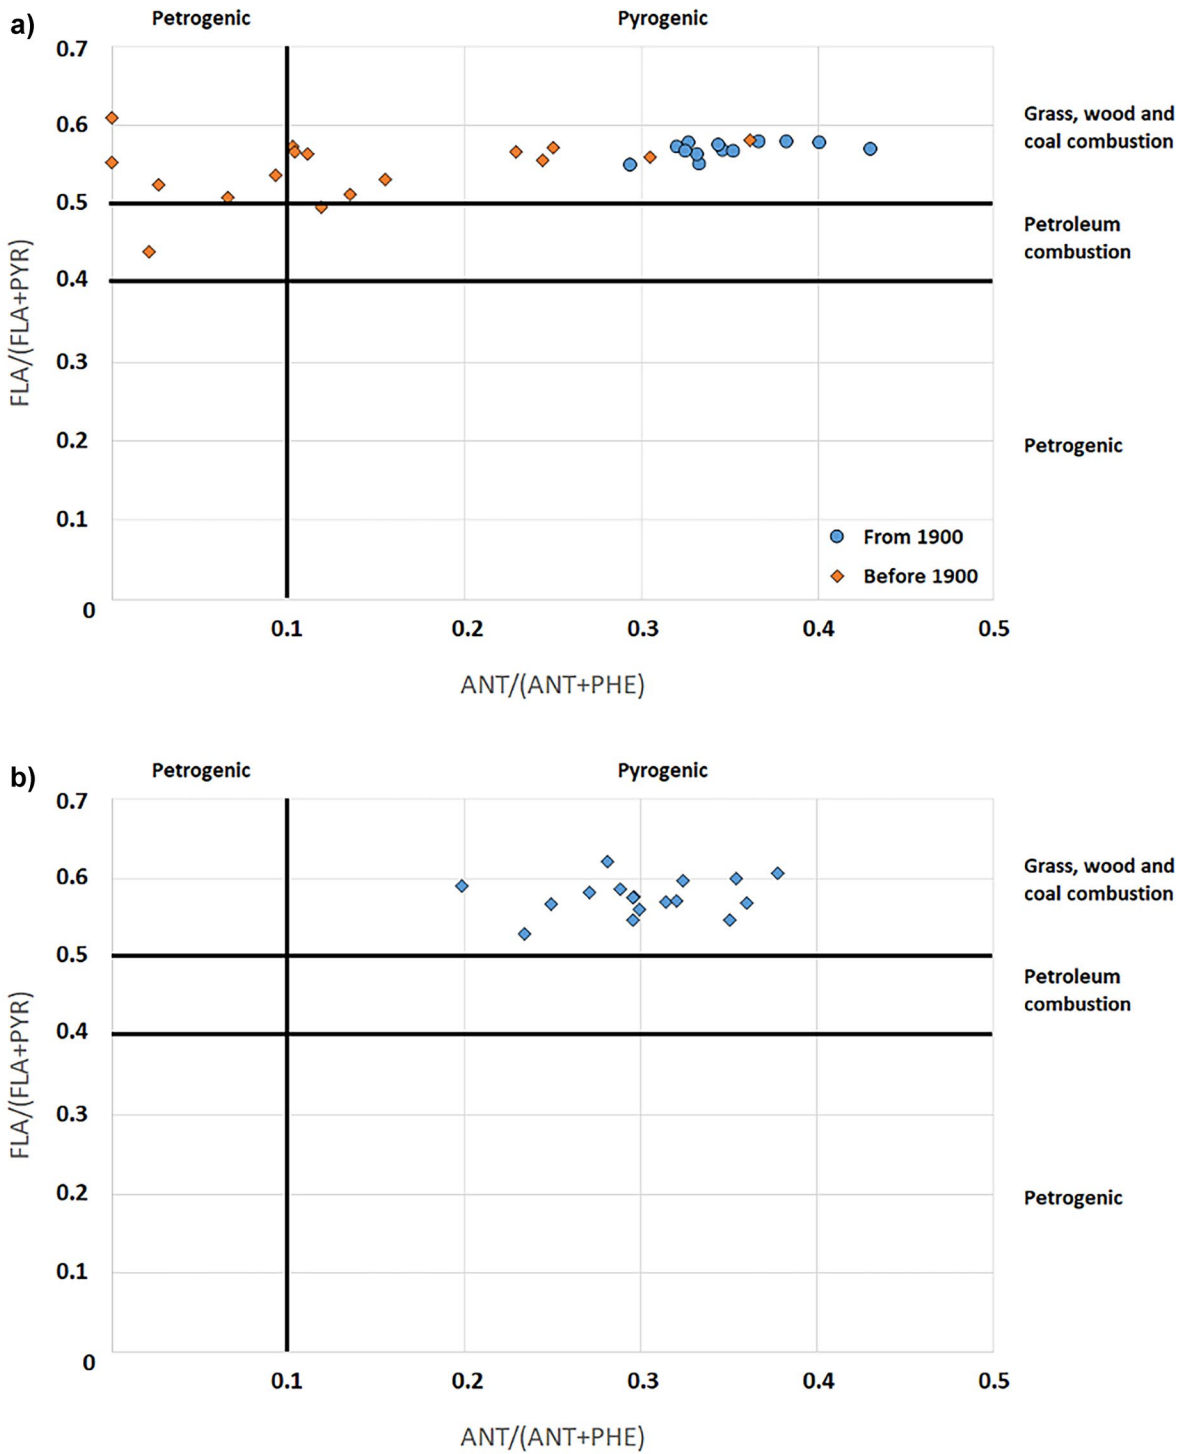 a)
Petrogenic
Pyrogenic
0.7
0.6
0.5
0.4
0.3
0.2
0.1
0
FLA/(FLA+PYR)
Grass, wood and
coal combustion
Petroleum
combustion
Petrogenic
From 1900
Before 1900
0.1
0.2
0.3
0.4
0.5
ANT/(ANT+PHE)
b)
Petrogenic
Pyrogenic
0.7
0.6
0.5
0.4
0.3
0.2
0.1
0
FLA/(FLA+PYR)
Grass, wood and
coal combustion
Petroleum
combustion
Petrogenic
0.1
0.2
0.3
0.4
0.5
ANT/(ANT+PHE)